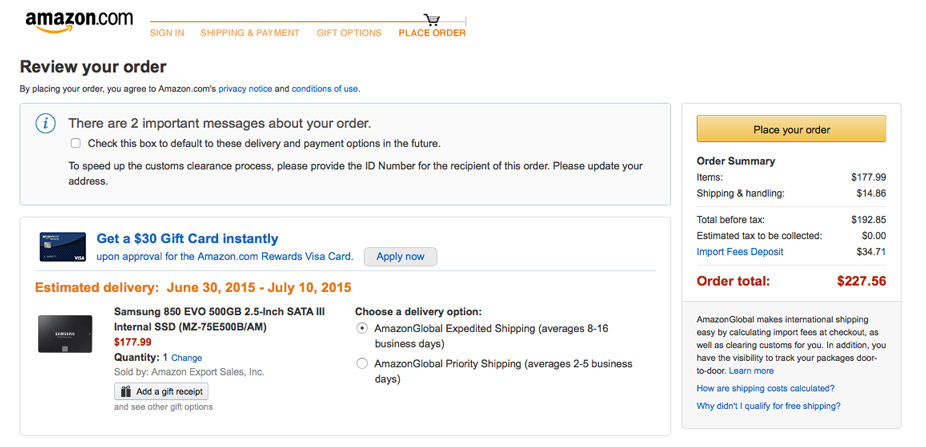 amazon.com
SIGN IN SHIPPING & PAYMENT GIFT OPTIONS PLACE ORDER
Review your order
By placing your order, you agree to Amazon.com's privacy notice and conditions of use.
There are 2 important messages about your order.
Check this box to default to these delivery and payment options in the future.
To speed up the customs clearance process, please provide the ID Number for the recipient of this order. Please update your
address.
Get a $30 Gift Card instantly
upon approval for the Amazon.com Rewards Visa Card. Apply now
VISA
Estimated delivery: June 30, 2015 - July 10, 2015
SAMSUNG
Samsung 850 EVO 500GB 2.5-Inch SATA III
Internal SSD (MZ-75E500B/AM)
$177.99
Quantity: 1 Change
Sold by: Amazon Export Sales, Inc.
Add a gift receipt
and see other gift options
Choose a delivery option:
AmazonGlobal Expedited Shipping (averages 8-16
business days)
AmazonGlobal Priority Shipping (averages 2-5 business
days)
Place your order
Order Summary
Items: $177.99
Shipping & handling: $14.86
Total before tax: $192.85
Estimated tax to be collected: $0.00
Import Fees Deposit $34.71
Order total: $227.56
AmazonGlobal makes international shipping
easy by calculating import fees at checkout, as
well as clearing customs for you. In addition, you
have the visibility to track your packages door-
to-door. Learn more
How are shipping costs calculated?
Why didn't I qualify for free shipping?